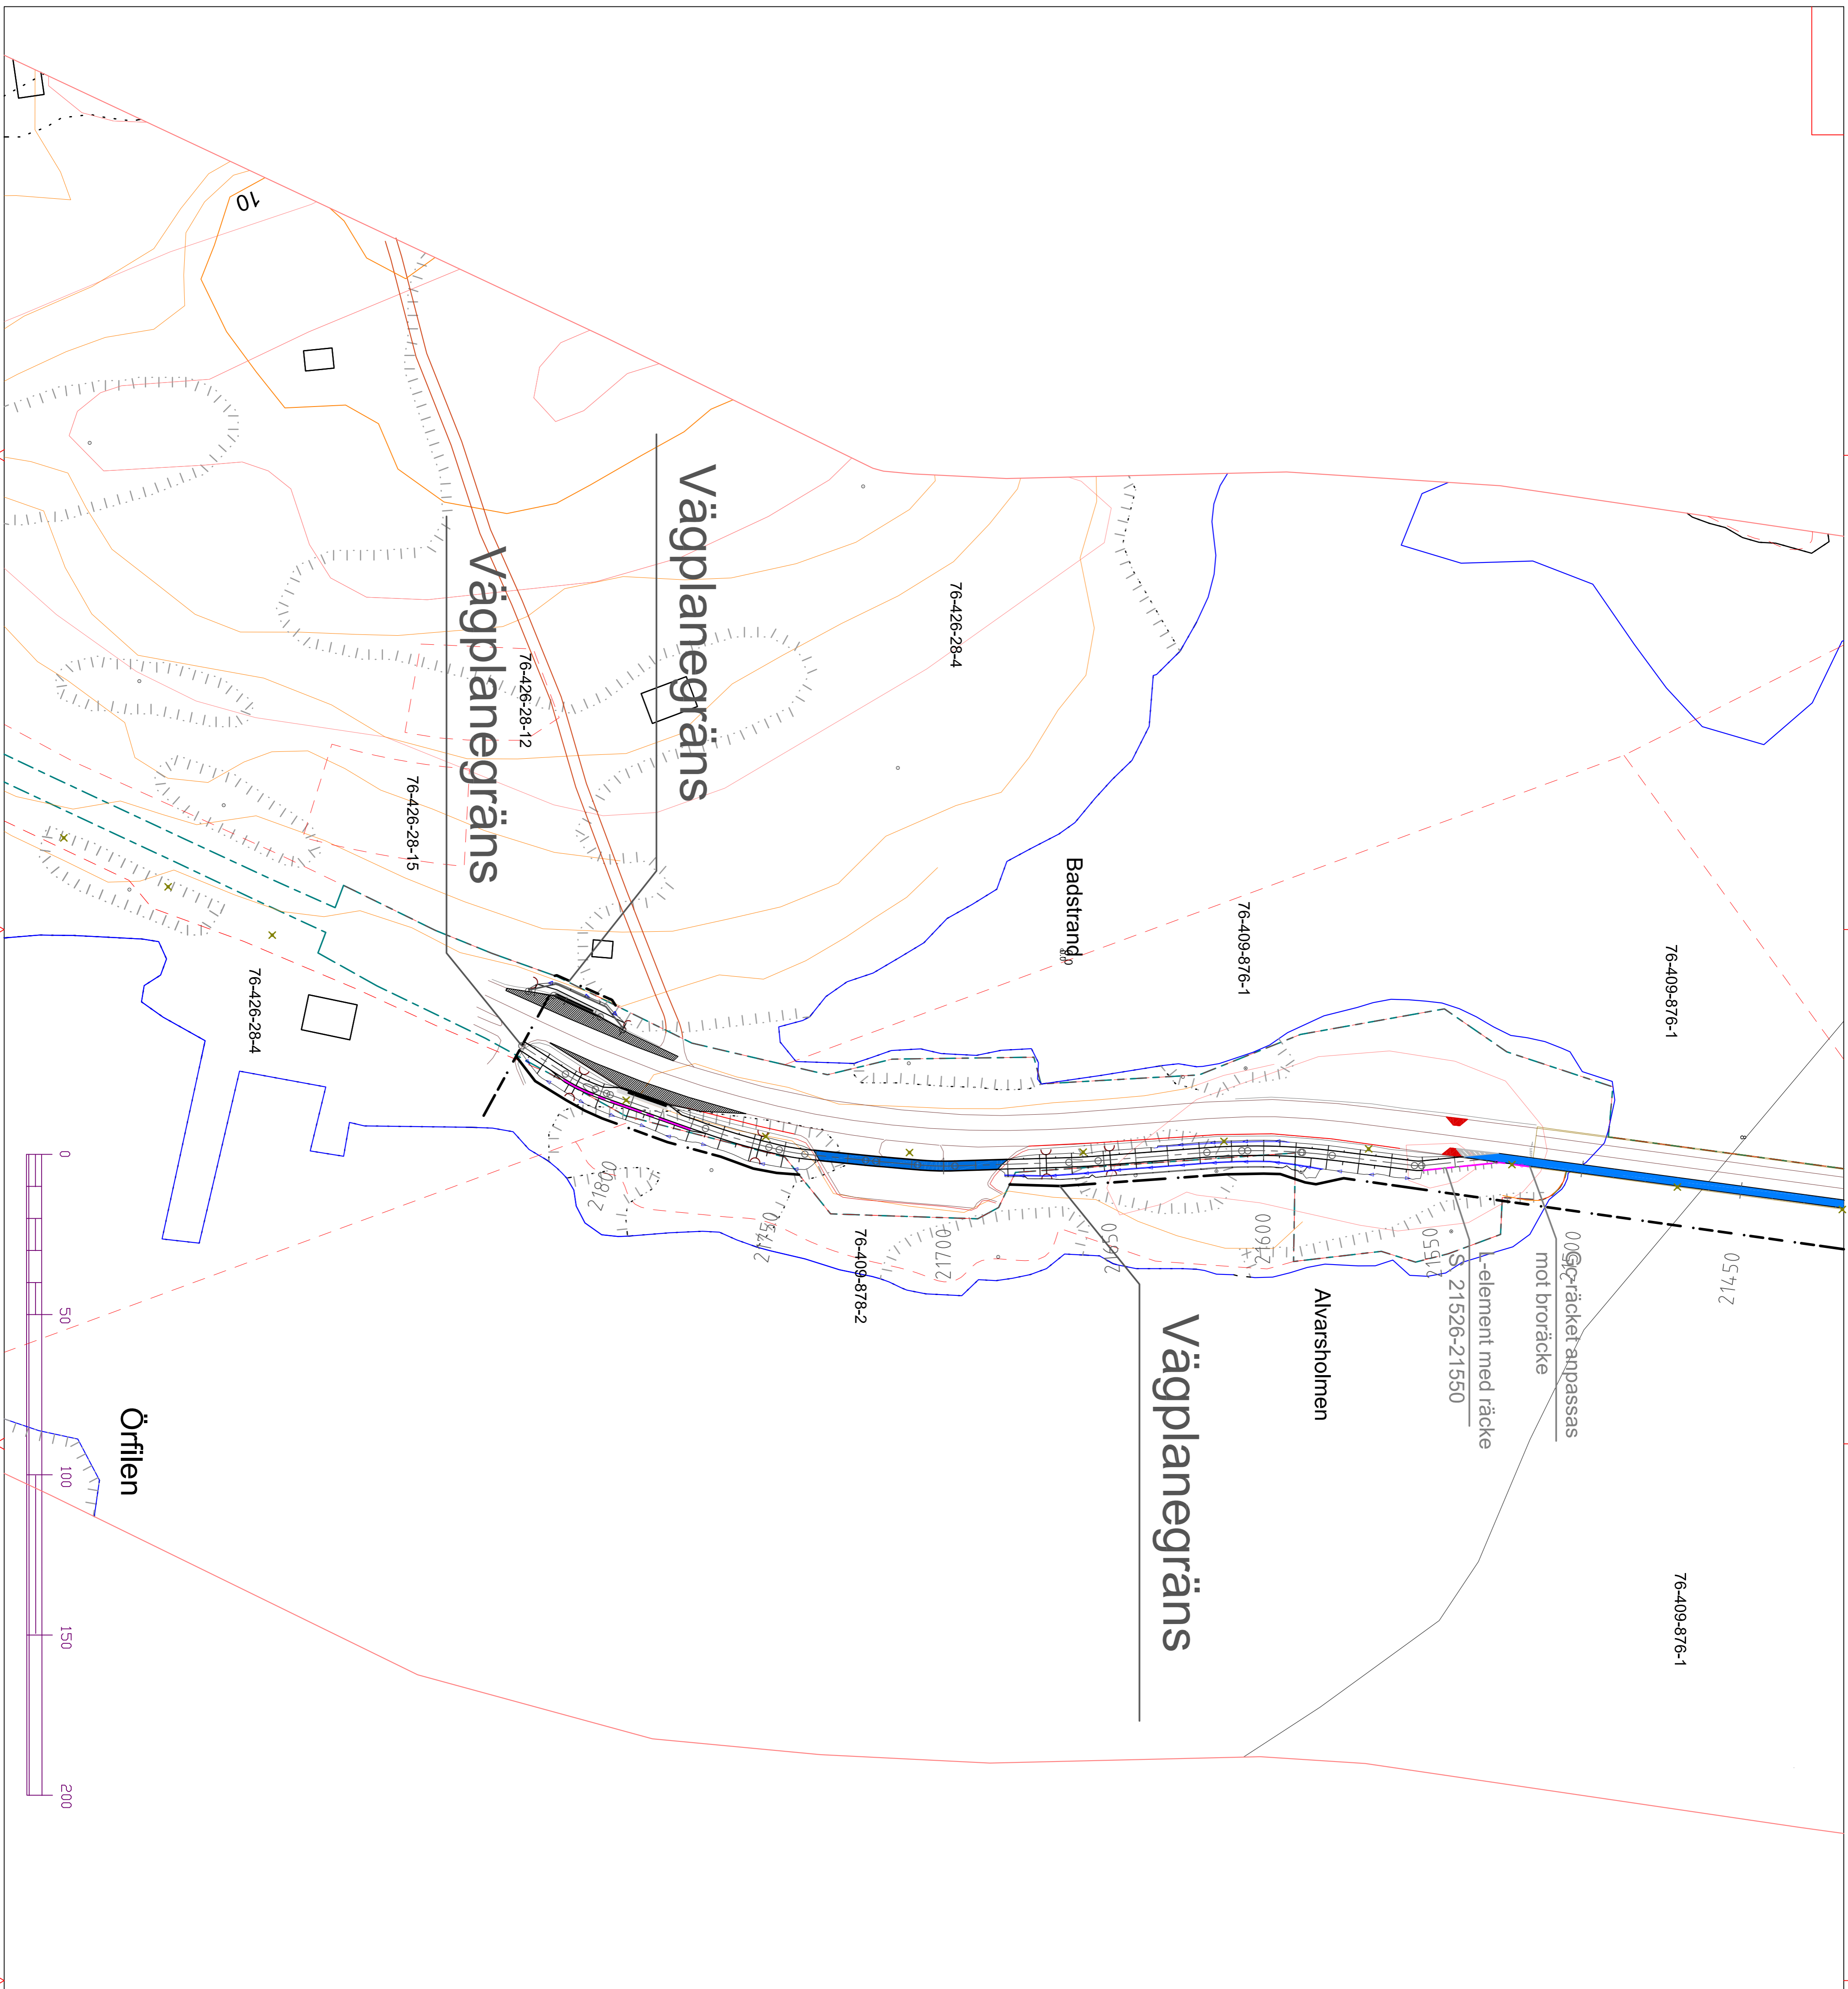 10
Vägplanegräns
Vägplanegräns
76-426-28-4
76-426-28-12
76-426-28-15
76-426-28-4
Badstrand
76-409-876-1
76-409-876-1
76-409-876-1
8
76-409-878-2
21800
21750
21700
21650
21600
21550
21500
21450
Gc-räcket anpassas
mot broräcke
L-element med räcke
S 21526-21550
Alvarsholmen
Vägplanegräns
Örfilen
0
50
100
150
200